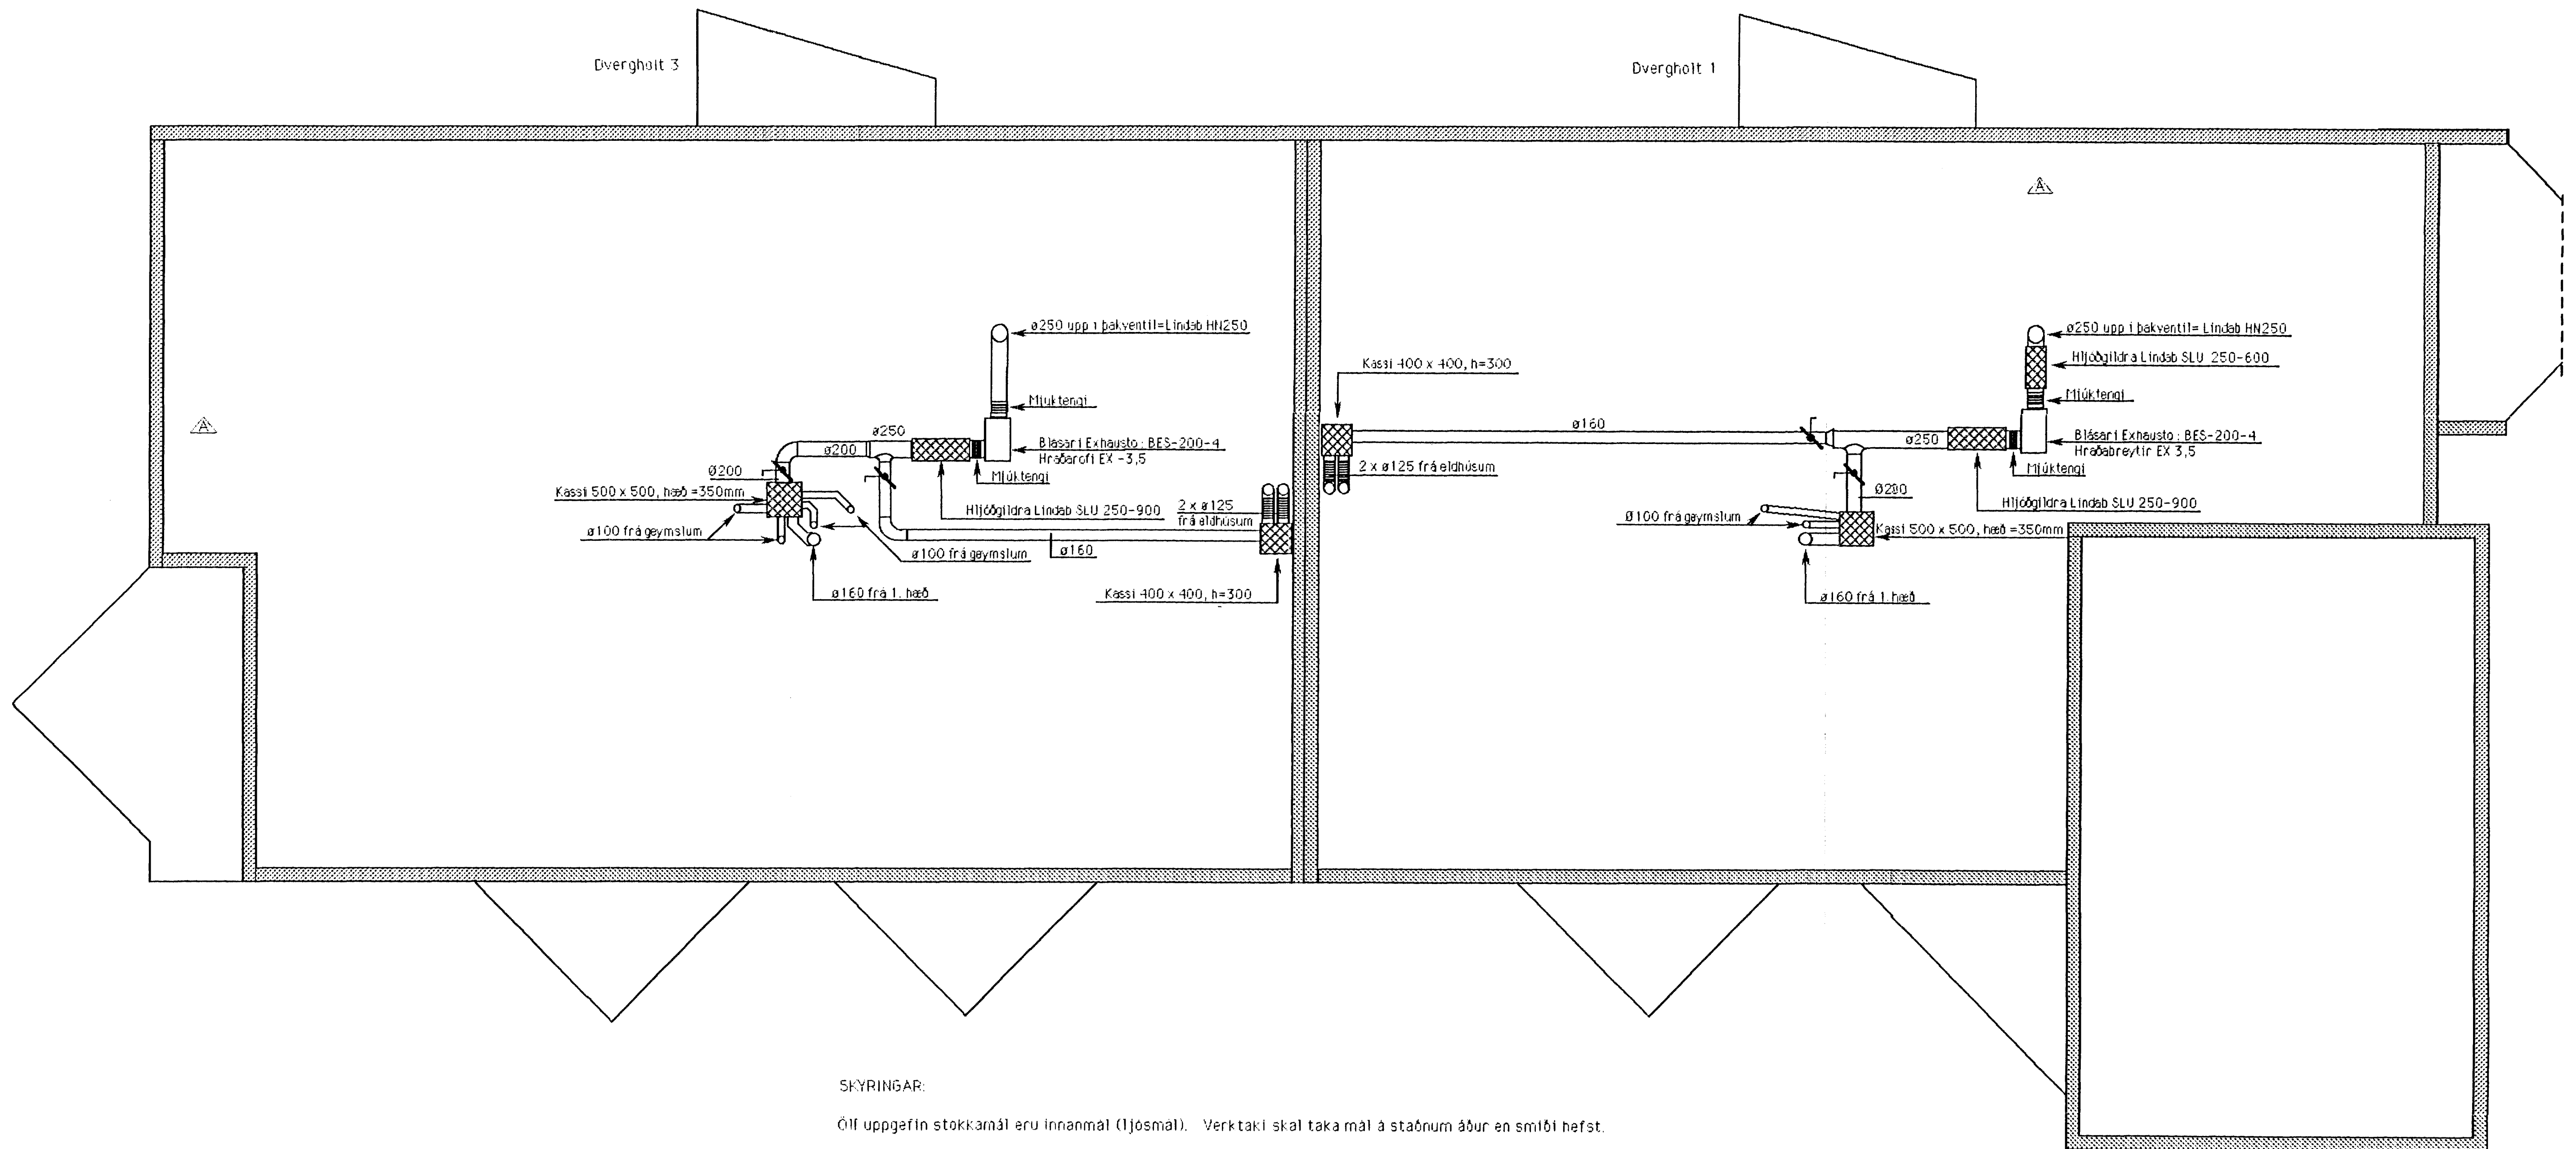 Dvergholt 3
Dvergholt 1
A
A
ø250 upp i þakventil=Lindab HN250
Mjúktengi
Blásari Exhausto : BES-200-4
Hraðarofi EX -3,5
Mjúktengi
ø250
ø200
Ø200
Kassi 500 x 500, hæð =350mm
ø100 frá geymslum
Hljóðgildra Lindab SLU 250-900
2 x ø125
frá eldhúsum
ø100 frá geymslum
ø160
ø160 frá 1. hæð
Kassi 400 x 400, h=300
Kassi 400 x 400, h=300
ø160
2 x ø125 frá eldhúsum
ø250 upp i þakventil= Lindab HN250
Hljóðgildra Lindab SLU 250-600
Mjúktengi
ø250
Blásari Exhausto : BES-200-4
Hraðabreytir EX 3,5
Mjúktengi
Ø200
Hljóðgildra Lindab SLU 250-900
Ø100 frá geymslum
Kassi 500 x 500, hæð =350mm
ø160 frá 1. hæð
SKYRINGAR:
Öll uppgefin stokkamál eru innanmál (ljósmál). Verktaki skal taka mál á staðnum áður en smíði hefst.